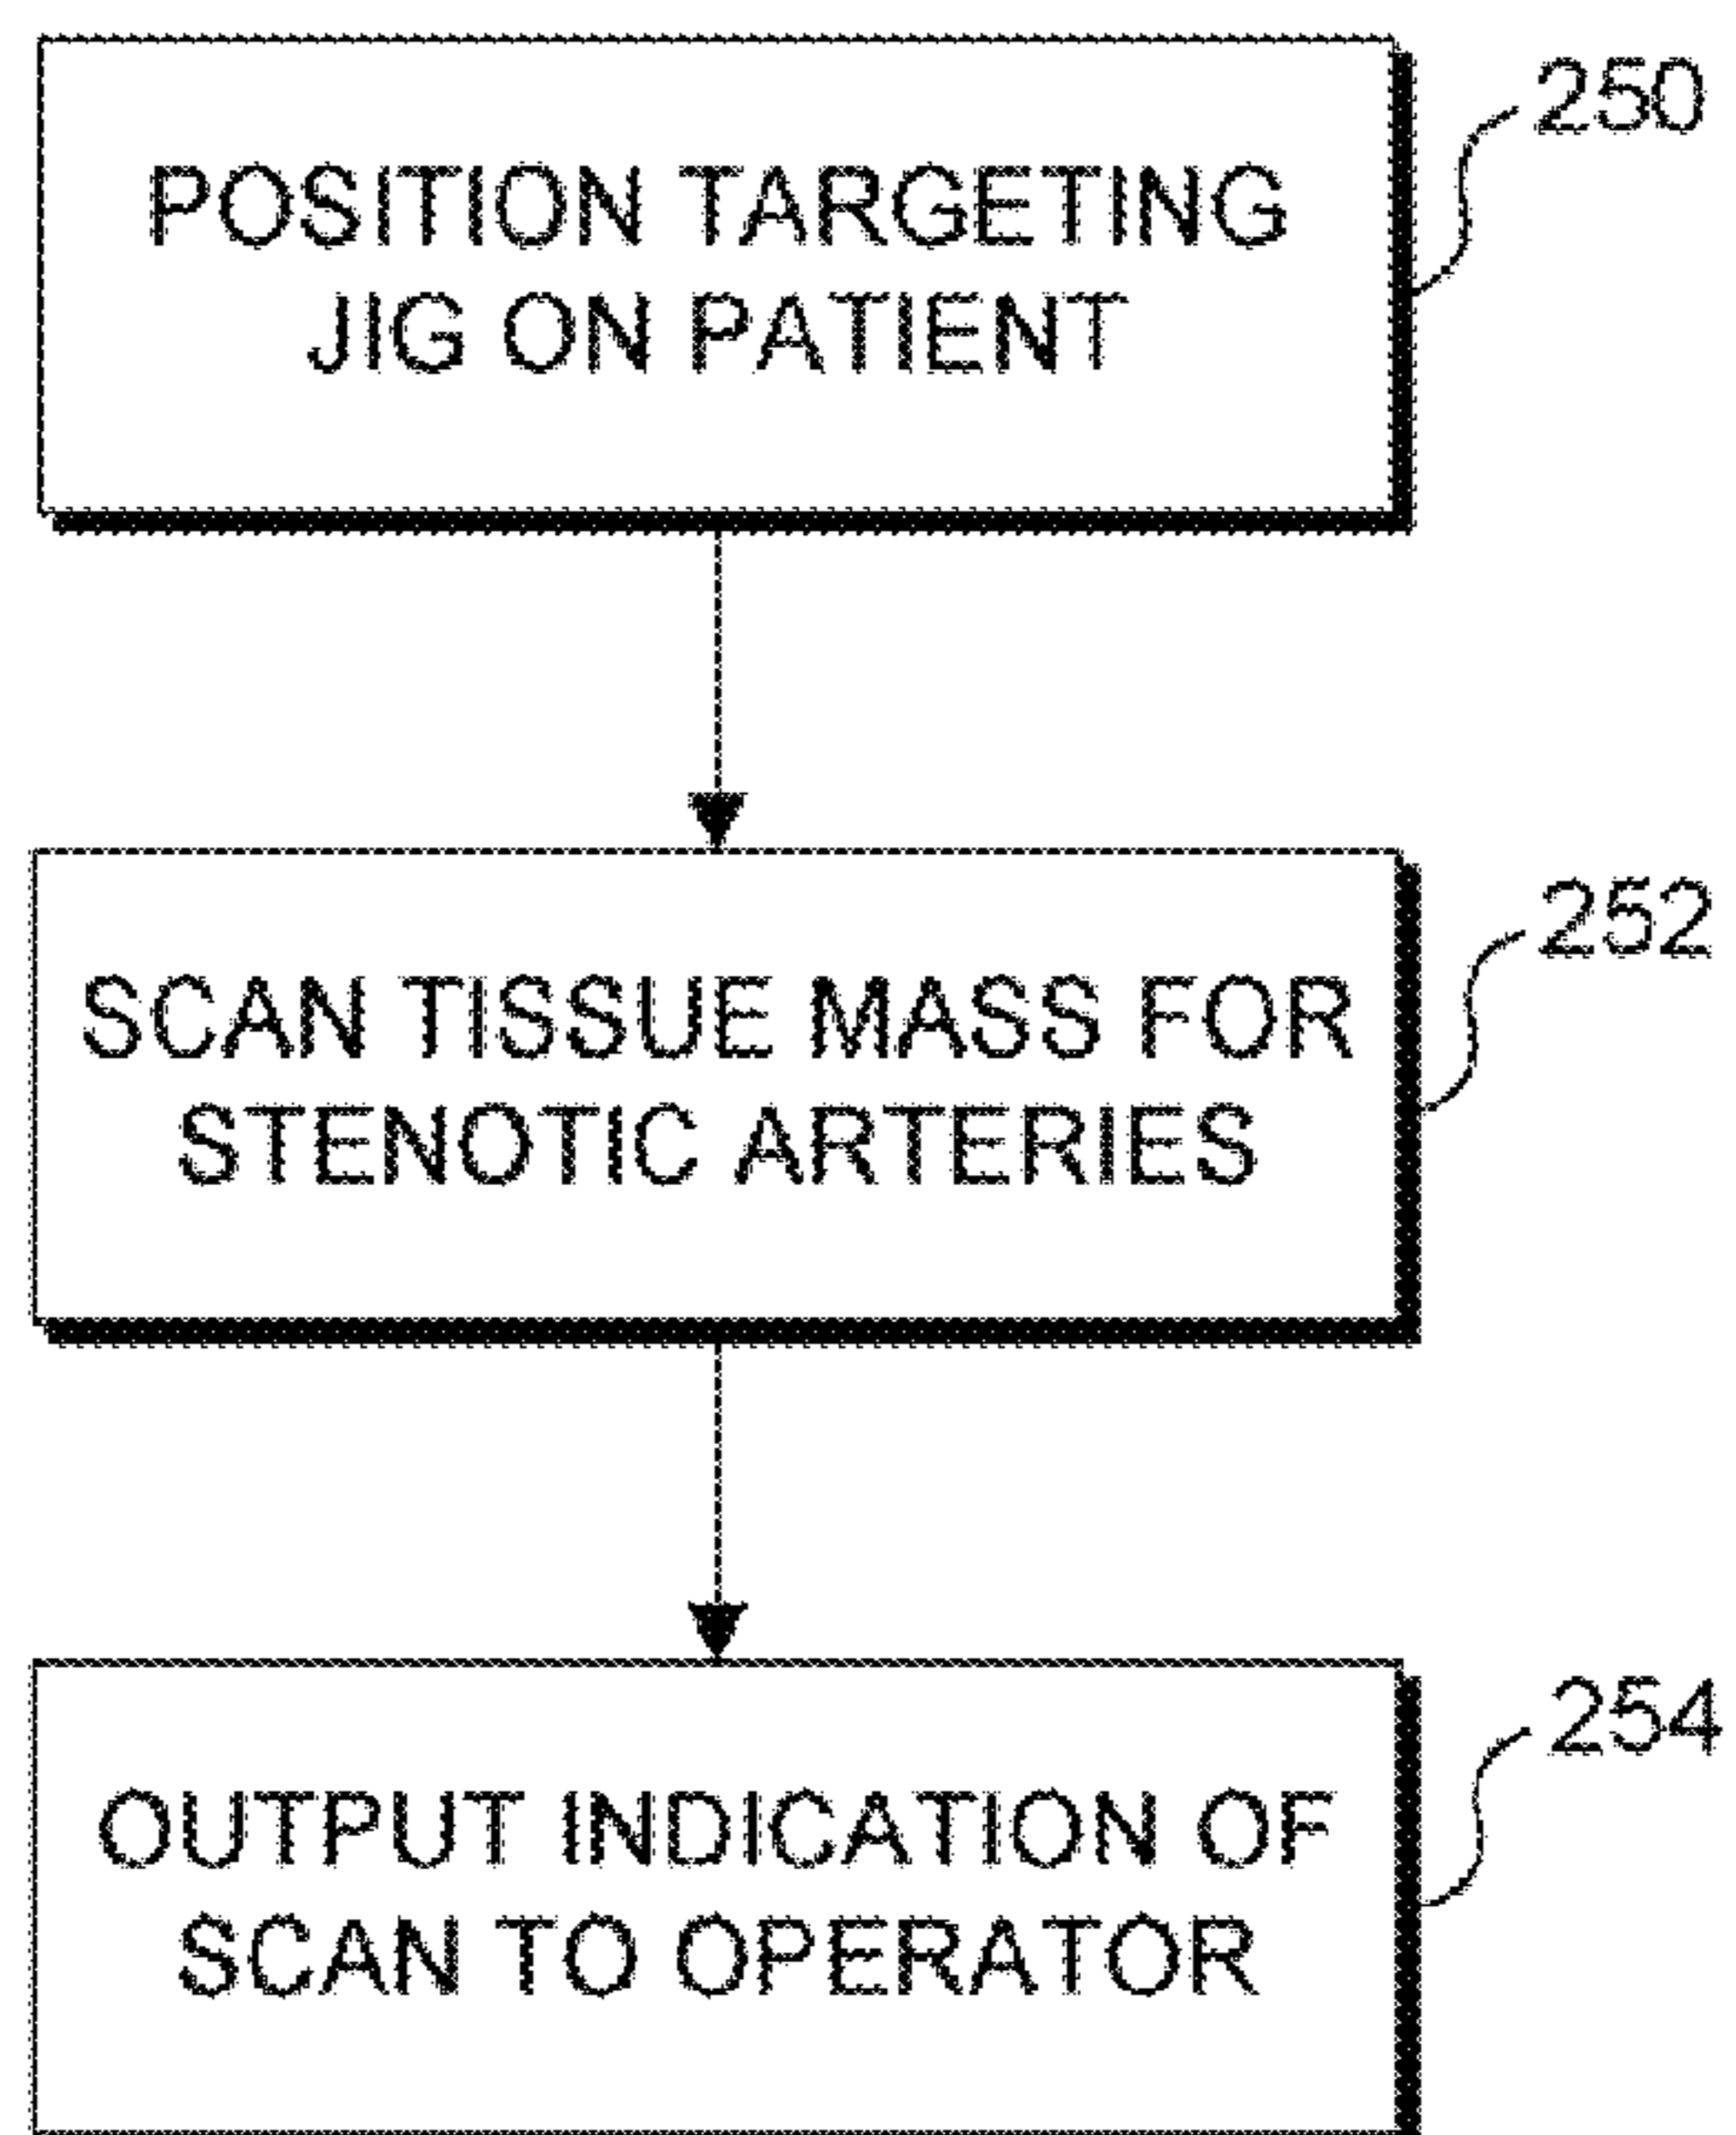 250
POSITION TARGETING
JIG ON PATIENT
252
SCAN TISSUE MASS FOR
STENOTIC ARTERIES
254
OUTPUT INDICATION OF
SCAN TO OPERATOR